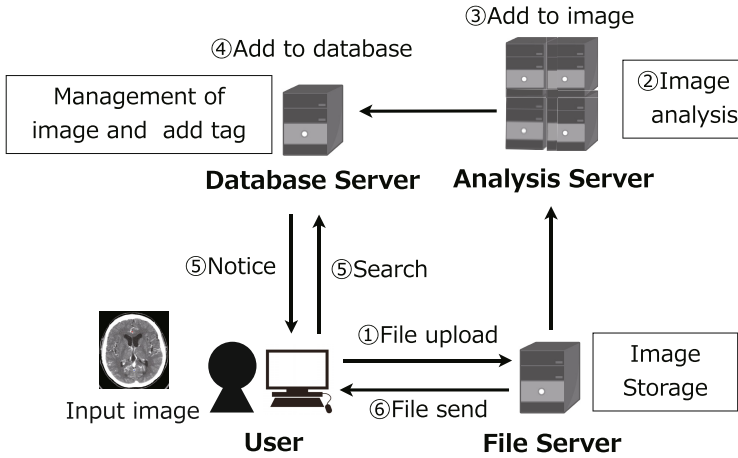 ③Add to image
④Add to database
Management of
image and add tag
②Image
analysis
Database Server
Analysis Server
⑤Notice
⑤Search
①File upload
Image
Storage
Input image
⑥File send
User
File Server